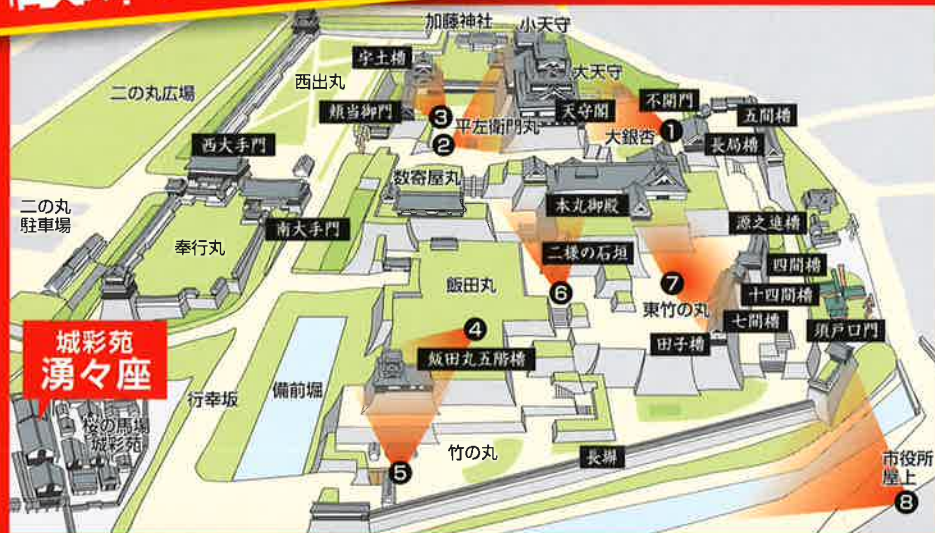 加藤神社
小天守
宇土櫓
大天守
西出丸
二の丸広場
頬当御門
3
平左衛門丸
2
天守閣
不開門
大銀杏
1
五間櫓
長局櫓
西大手門
数寄屋丸
本丸御殿
二の丸
駐車場
奉行丸
南大手門
二様の石垣
源之進櫓
四間櫓
十四間櫓
七間櫓
飯田丸
6
7
東竹の丸
田子櫓
須戸口門
4
飯田丸五階櫓
城彩苑
湧々座
桜の馬場
城彩苑
行幸坂
備前堀
5
竹の丸
長塀
市役所
屋上
8